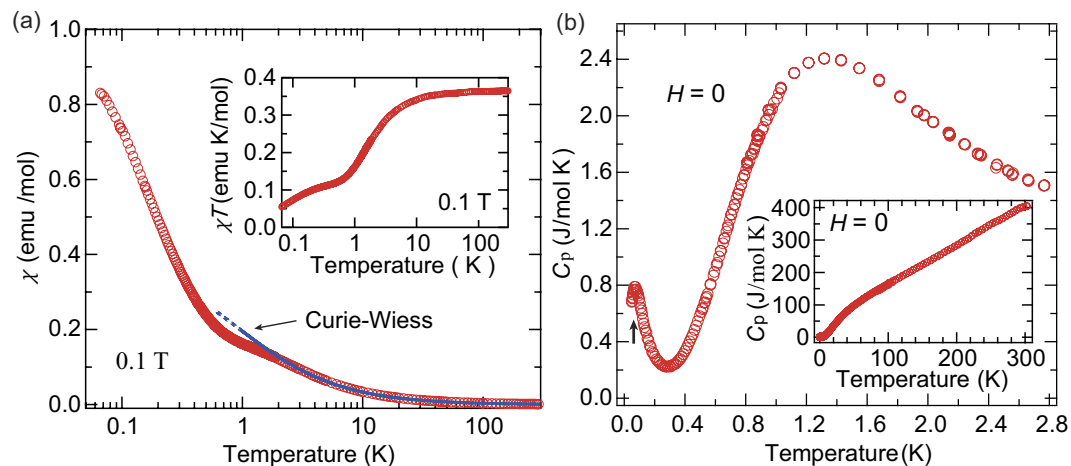 (a)
1.0
0.8
0.6
0.4
0.2
0.0
χ (emu /mol)
0.1
1
10
100
Temperature (K)
0.4
0.3
0.2
0.1
0.0
χT (emu K/mol)
0.1
1
10
100
Temperature ( K )
0.1 T
Curie-Wiess
0.1 T
(b)
2.4
2.0
1.6
1.2
0.8
0.4
0.0
Cp (J/mol K)
H = 0
0.0
0.4
0.8
1.2
1.6
2.0
2.4
2.8
Temperature (K)
400
300
200
100
0
Cp (J/mol K)
H = 0
0
100
200
300
Temperature (K)